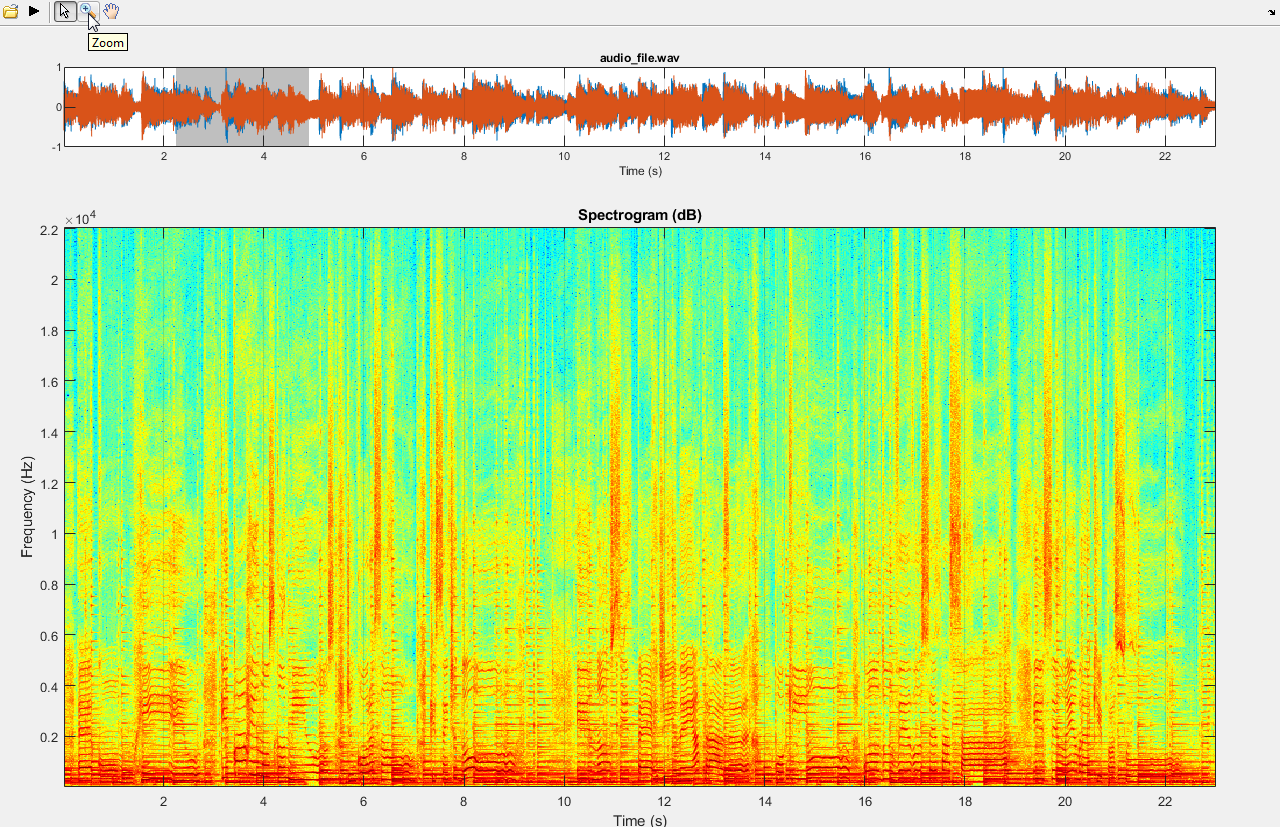 Zoom
audio_file.wav
1
0
-1
2 4 6 8 10 12 14 16 18 20 22
Time (s)
Spectrogram (dB)
×10⁴
2.2
2
1.8
1.6
1.4
1.2
1
0.8
0.6
0.4
0.2
Frequency (Hz)
2 4 6 8 10 12 14 16 18 20 22
Time (s)